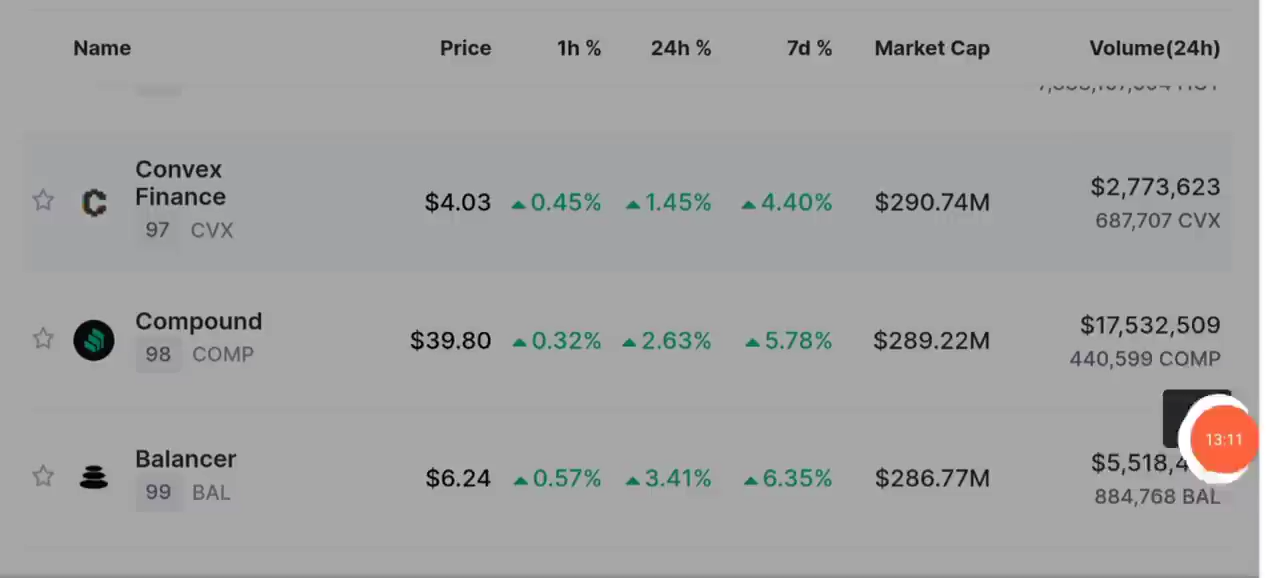 Name Price 1h % 24h % 7d % Market Cap Volume(24h)
Convex
Finance
$4.03 0.45% 1.45% 4.40% $290.74M $2,773,623
97 CVX 687,707 CVX
Compound
$39.80 0.32% 2.63% 5.78% $289.22M $17,532,509
98 COMP 440,599 COMP
13:11
Balancer
$6.24 0.57% 3.41% 6.35% $286.77M $5,518,4
99 BAL 884,768 BAL